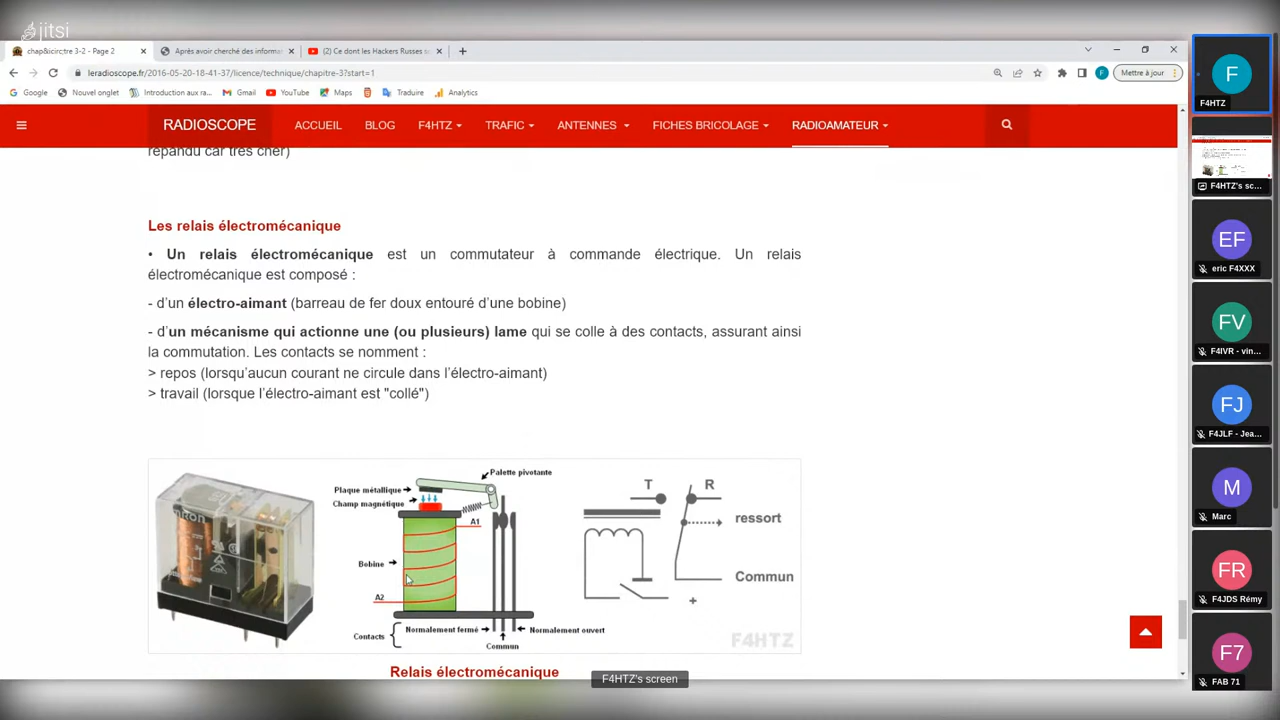 jitsi
chap&icirc;tre 3-2 - Page 2
Après avoir cherché des informa
(2) Ce dont les Hackers Russes s
leradioscope.fr/2016-05-20-18-41-37/licence/technique/chapitre-3?start=1
F
Mettre à jour
Google
Nouvel onglet
Introduction aux ra...
Gmail
YouTube
Maps
Traduire
Analytics
RADIOSCOPE
ACCUEIL
BLOG
F4HTZ
TRAFIC
ANTENNES
FICHES BRICOLAGE
RADIOAMATEUR
répandu car très cher)
Les relais électromécanique
• Un relais électromécanique est un commutateur à commande électrique. Un relais
électromécanique est composé :
- d'un électro-aimant (barreau de fer doux entouré d'une bobine)
- d'un mécanisme qui actionne une (ou plusieurs) lame qui se colle à des contacts, assurant ainsi
la commutation. Les contacts se nomment :
> repos (lorsqu'aucun courant ne circule dans l'électro-aimant)
> travail (lorsque l'électro-aimant est "collé")
Palette pivotante
Plaque métallique
Champ magnétique
A1
Bobine
A2
Contacts
Normalement fermé
Normalement ouvert
Commun
T
R
ressort
Commun
+
F4HTZ
Relais électromécanique
F4HTZ's screen
F
F4HTZ
F4HTZ's sc...
EF
eric F4XXX
FV
F4IVR - vin...
FJ
F4JLF - Jea...
M
Marc
FR
F4JDS Rémy
F7
FAB 71